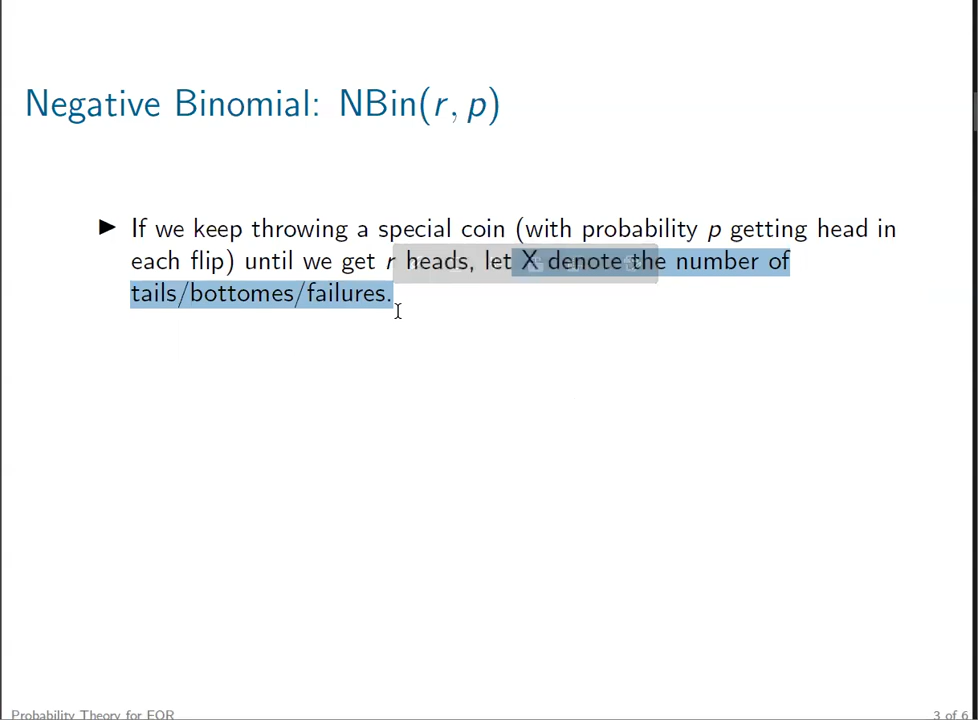 Negative Binomial: NBin(r, p)
▶ If we keep throwing a special coin (with probability p getting head in
each flip) until we get r heads, let X denote the number of
tails/bottomes/failures.
Probability Theory for EOR
3 of 6